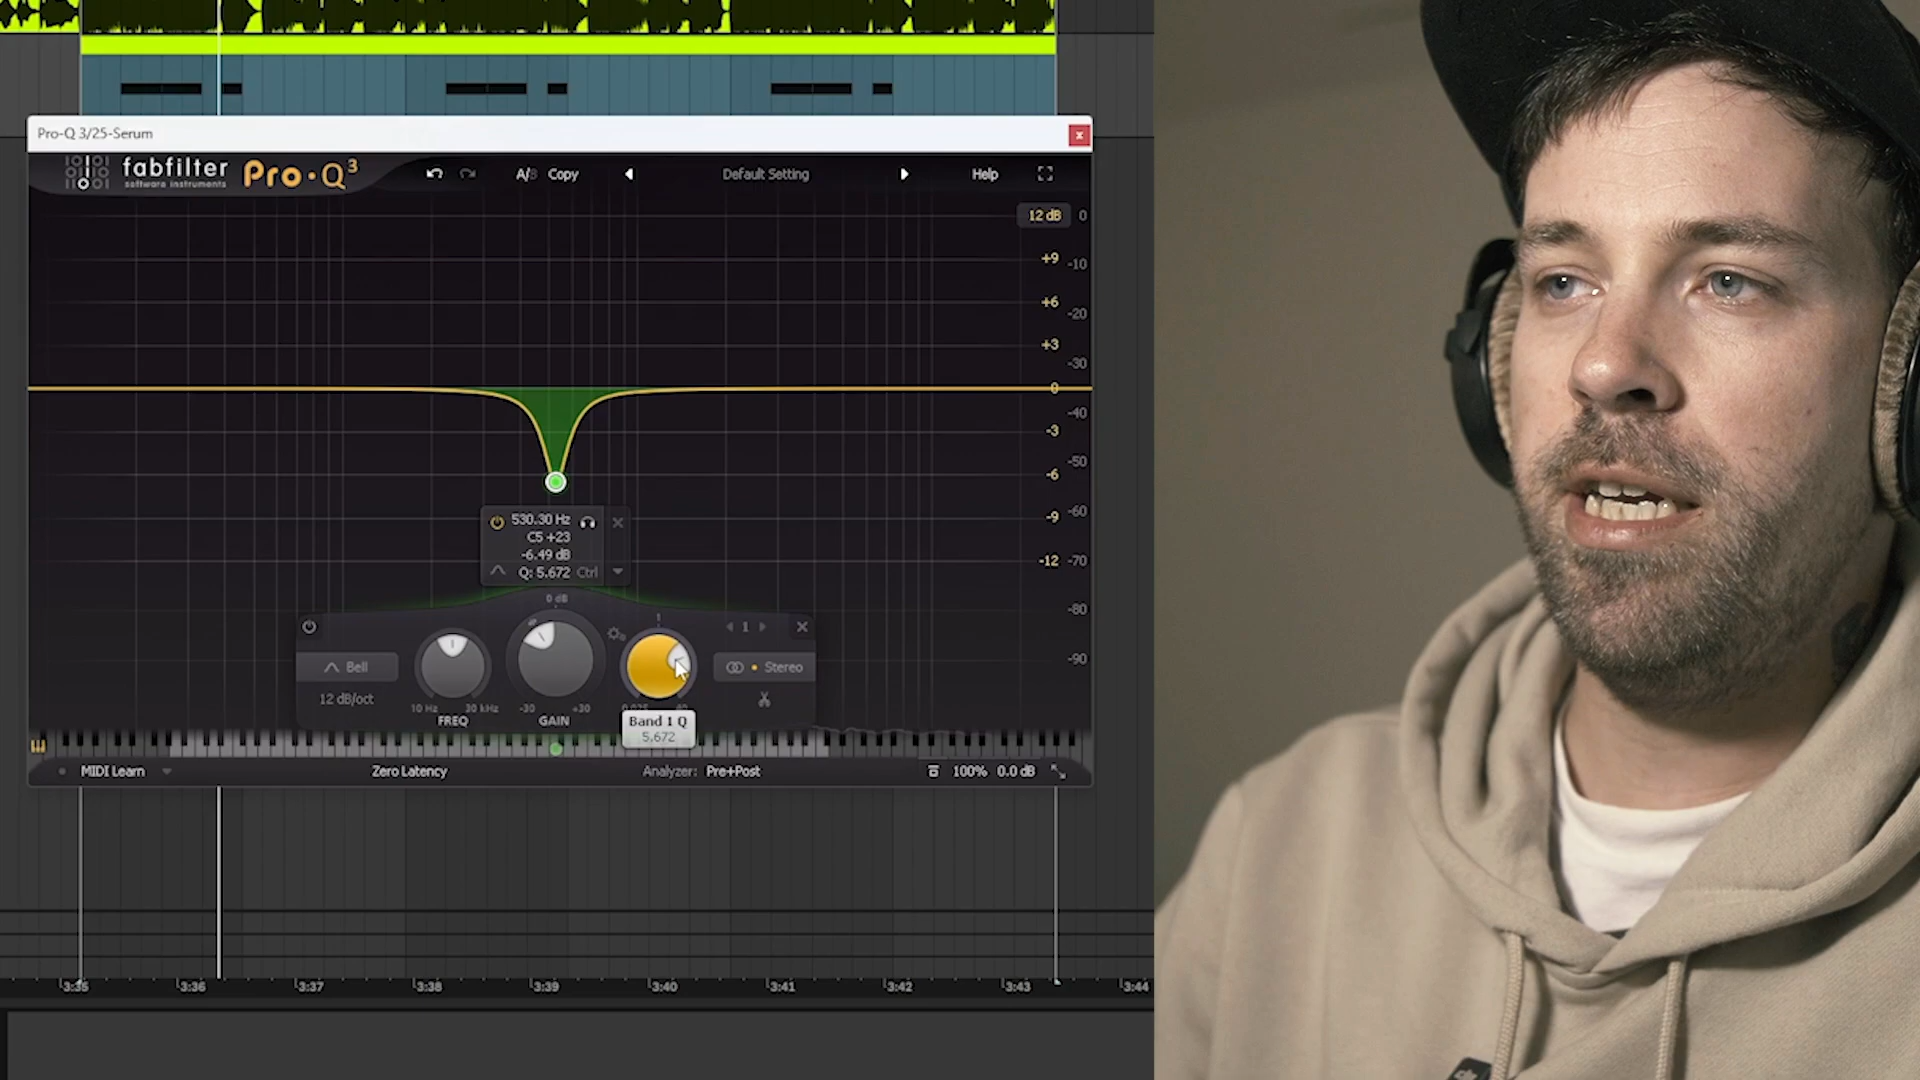 Pro-Q 3/25-Serum
x
fabfilter
software instruments
Pro·Q3
A/B Copy
Default Setting
Help
12 dB 0
+9 -10
+6 -20
+3 -30
0 -40
-3 -50
-6 -60
-9 -70
-12 -80
-90
530.30 Hz
C5 +23
-6.49 dB
Q: 5.672 Ctrl
0 dB
1
1
Bell
Stereo
12 dB/oct
10 Hz 30 kHz -30 +30 0.025 40
FREQ GAIN
Band 1 Q
5.672
MIDI Learn
Zero Latency
Analyzer: Pre+Post
100% 0.0 dB
3:35 3:36 3:37 3:38 3:39 3:40 3:41 3:42 3:43 3:44